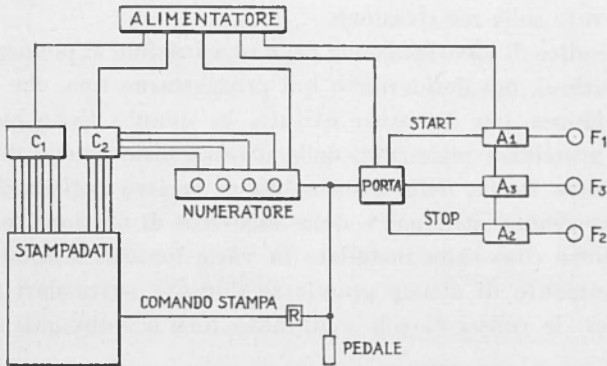 ALIMENTATORE
C1
C2
START
A1
F1
PORTA
A3
F3
NUMERATORE
STOP
A2
F2
STAMPADATI
COMANDO STAMPA
R
PEDALE